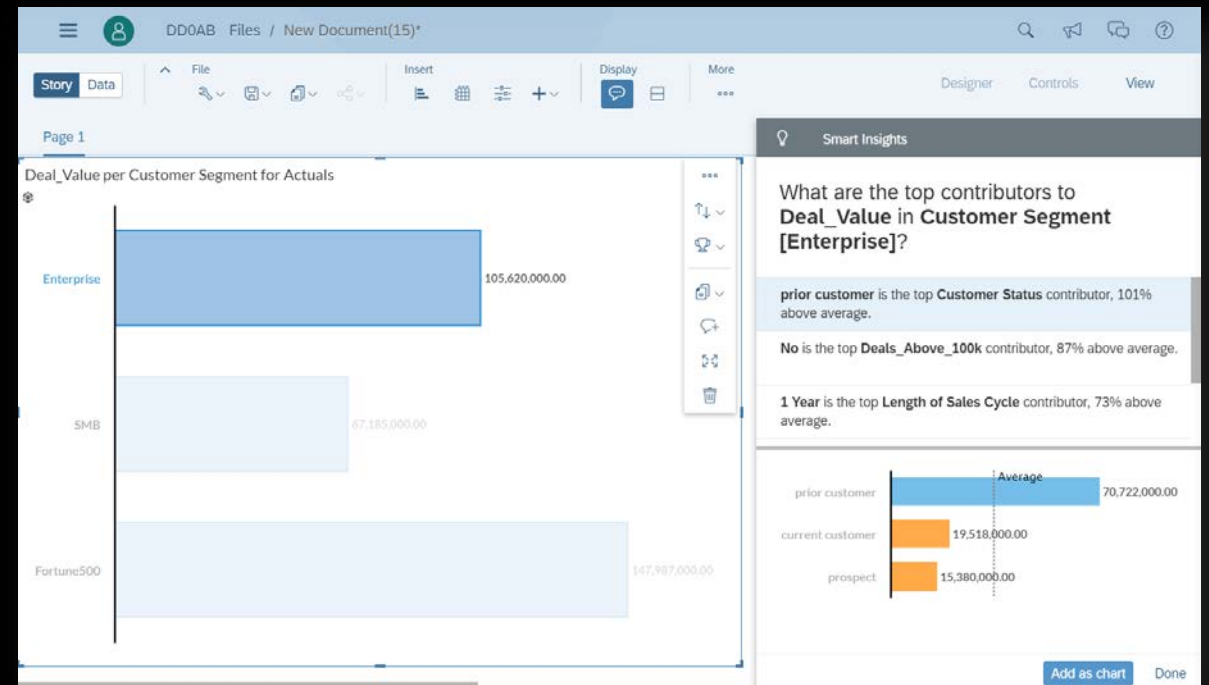 DD0AB Files / New Document(15)*
Story Data
File
Insert
Display
More
Designer Controls View
Page 1
Deal_Value per Customer Segment for Actuals
Enterprise
105,620,000.00
SMB
67,185,000.00
Fortune500
147,987,000.00
Smart Insights
What are the top contributors to
Deal_Value in Customer Segment
[Enterprise]?
prior customer is the top Customer Status contributor, 101%
above average.
No is the top Deals_Above_100k contributor, 87% above average.
1 Year is the top Length of Sales Cycle contributor, 73% above
average.
Average
prior customer
70,722,000.00
current customer
19,518,000.00
prospect
15,380,000.00
Add as chart Done